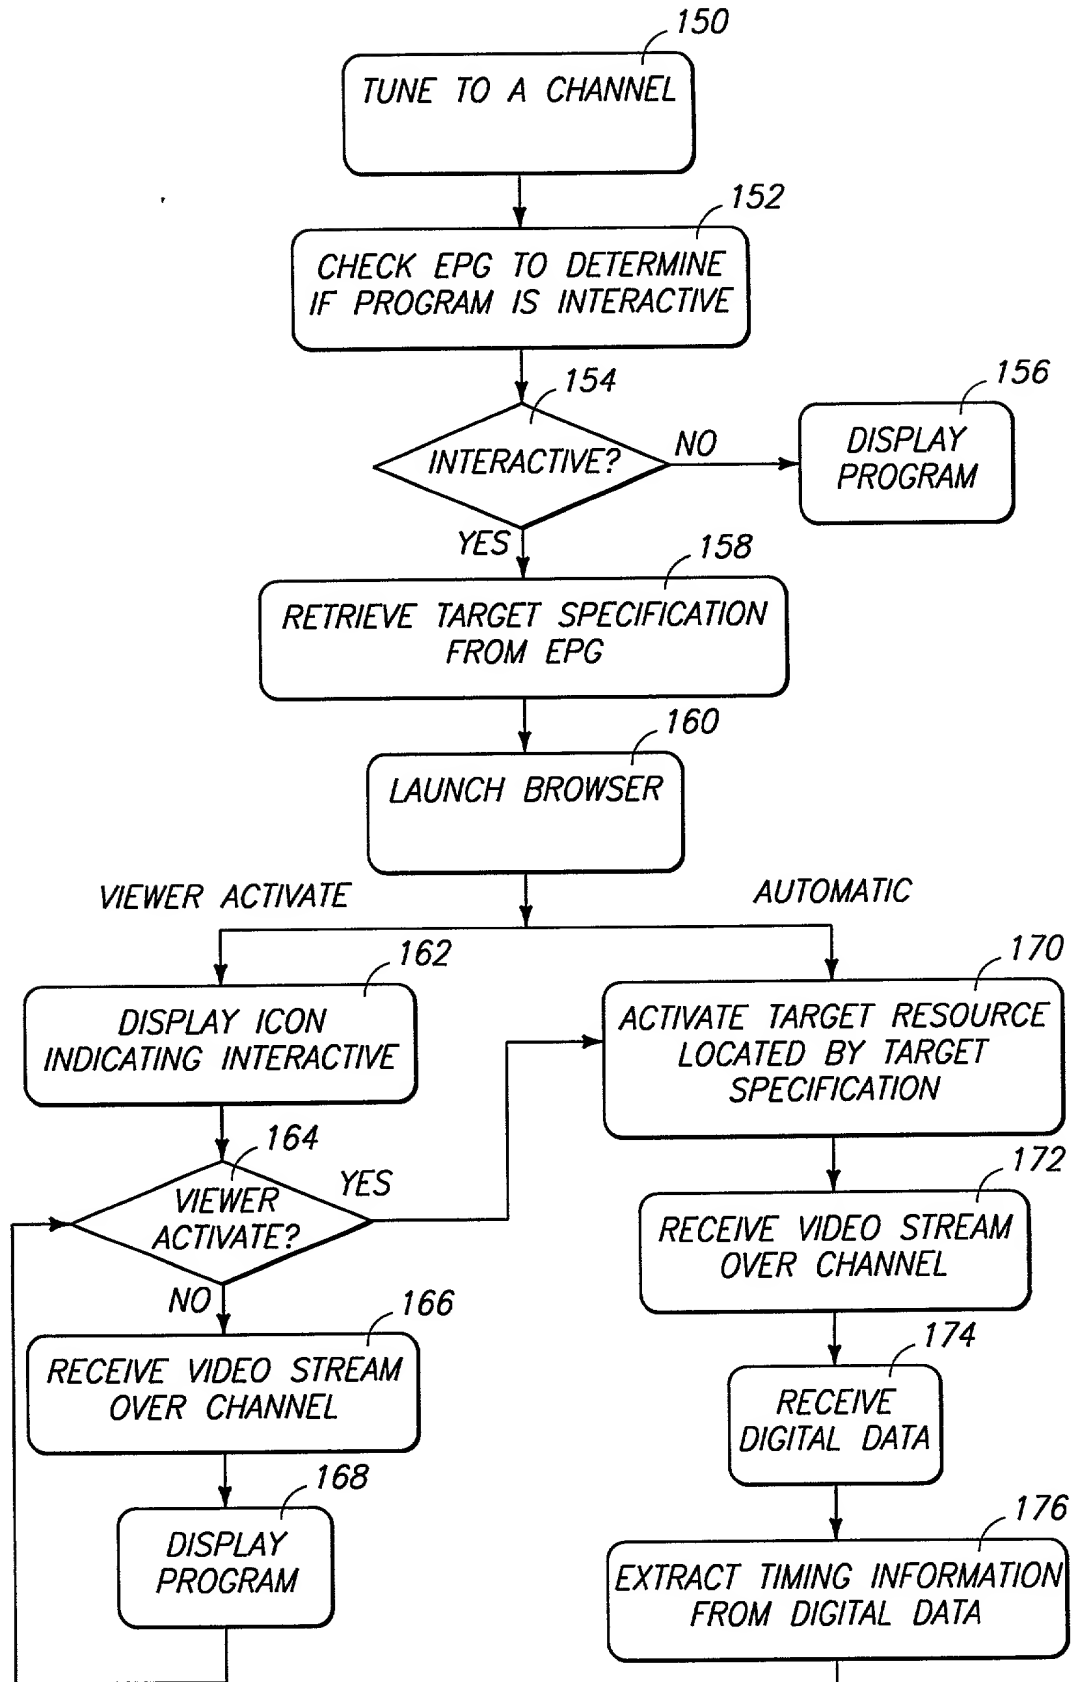 150
TUNE TO A CHANNEL
152
CHECK EPG TO DETERMINE
IF PROGRAM IS INTERACTIVE
154
INTERACTIVE?
NO
156
DISPLAY
PROGRAM
YES
158
RETRIEVE TARGET SPECIFICATION
FROM EPG
160
LAUNCH BROWSER
VIEWER ACTIVATE
AUTOMATIC
162
DISPLAY ICON
INDICATING INTERACTIVE
164
VIEWER
ACTIVATE?
YES
NO
166
RECEIVE VIDEO STREAM
OVER CHANNEL
168
DISPLAY
PROGRAM
170
ACTIVATE TARGET RESOURCE
LOCATED BY TARGET
SPECIFICATION
172
RECEIVE VIDEO STREAM
OVER CHANNEL
174
RECEIVE
DIGITAL DATA
176
EXTRACT TIMING INFORMATION
FROM DIGITAL DATA